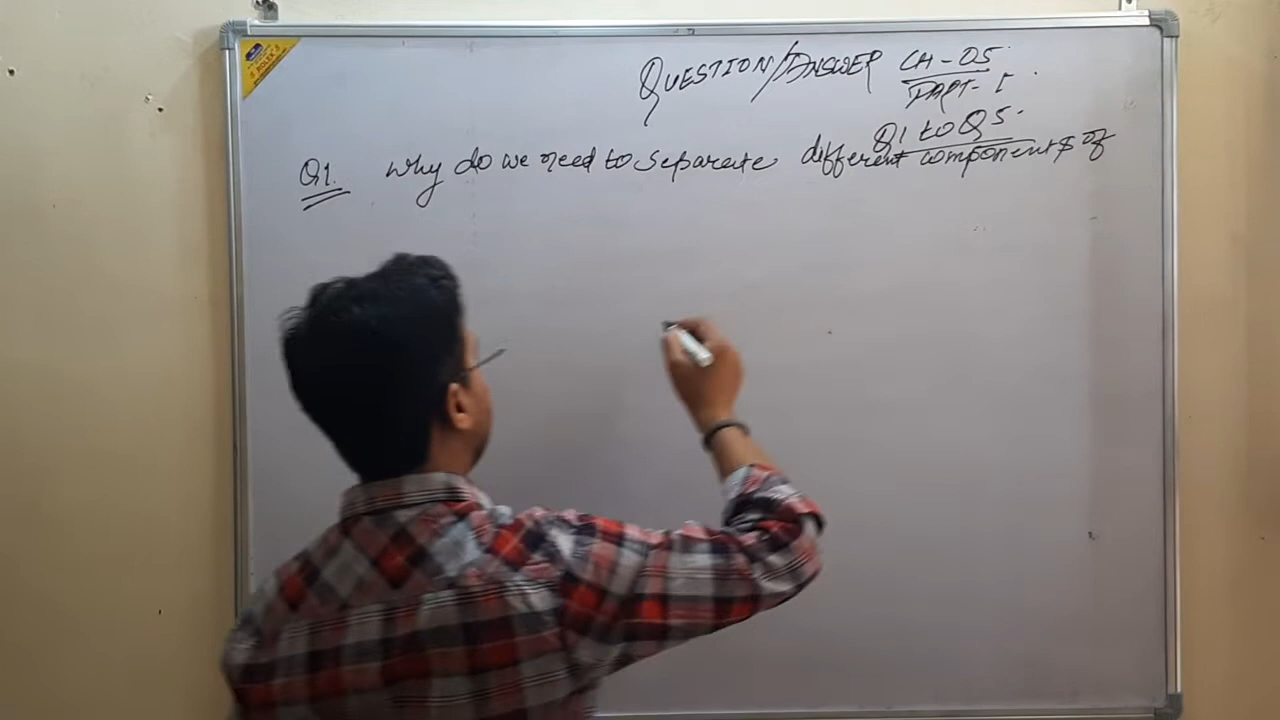 QUESTION/ANSWER CH-05
PART-I
Q1 to Q5
Q1. Why do we need to separate different components of